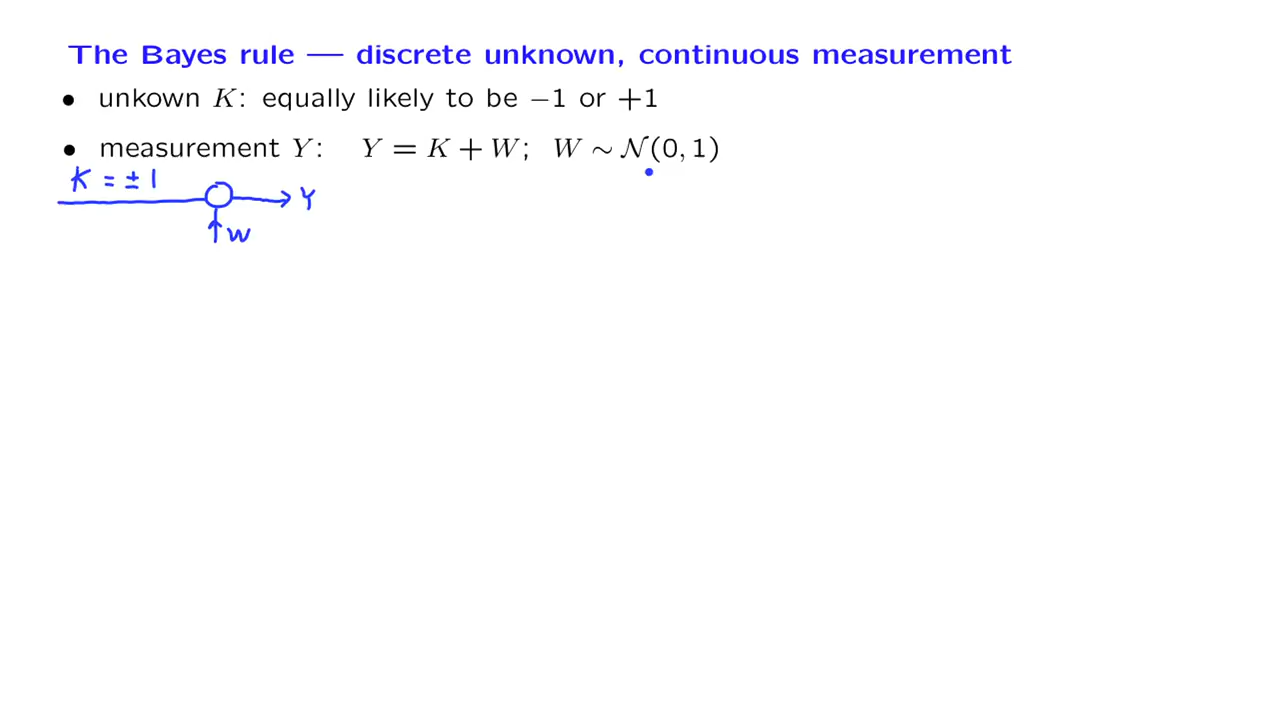 The Bayes rule — discrete unknown, continuous measurement
• unkown K: equally likely to be −1 or +1
• measurement Y: Y = K + W; W ∼ N(0, 1)
K = ± 1
Y
W